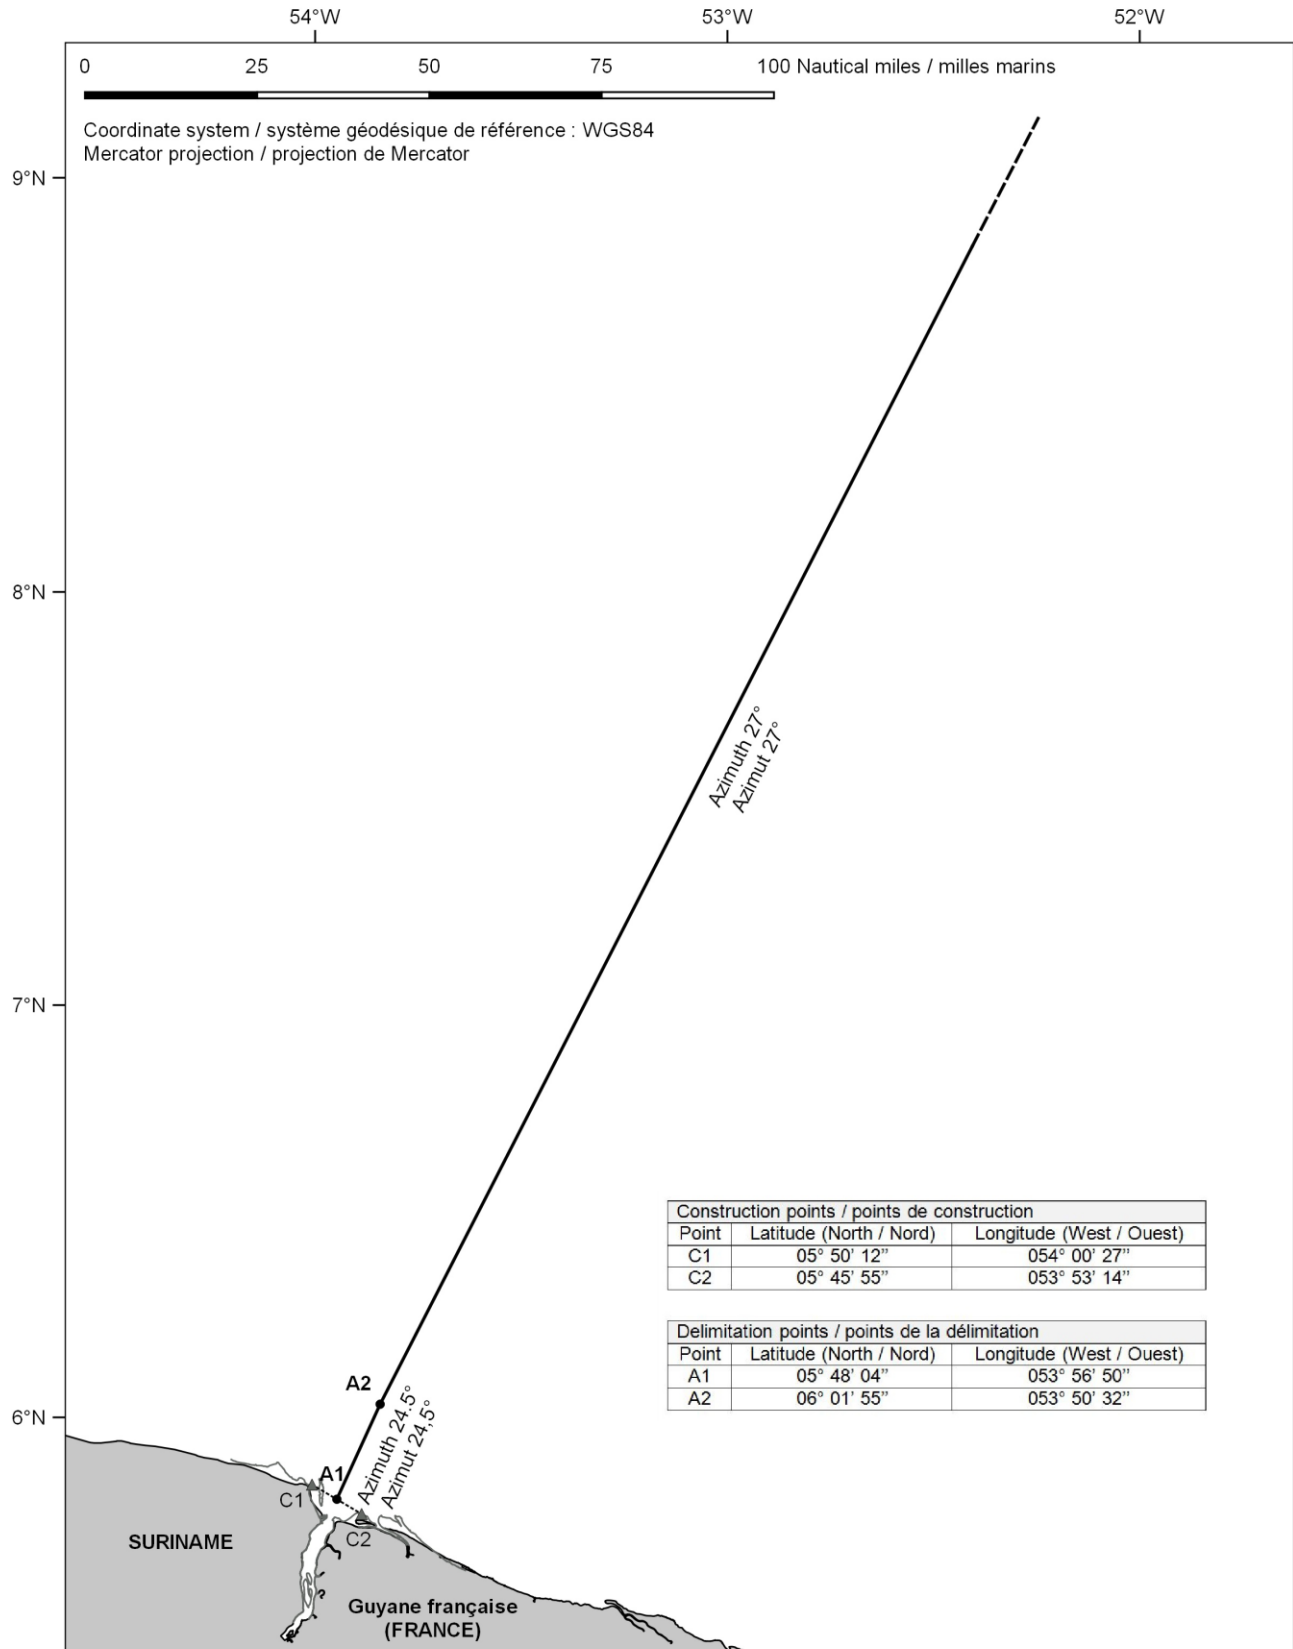 54°W 53°W 52°W
0 25 50 75 100 Nautical miles / milles marins
Coordinate system / système géodésique de référence : WGS84
Mercator projection / projection de Mercator
9°N
8°N
Azimuth 27°
Azimut 27°
7°N
Construction points / points de construction
Point Latitude (North / Nord) Longitude (West / Ouest)
C1 05° 50' 12" 054° 00' 27"
C2 05° 45' 55" 053° 53' 14"
Delimitation points / points de la délimitation
Point Latitude (North / Nord) Longitude (West / Ouest)
A1 05° 48' 04" 053° 56' 50"
A2 06° 01' 55" 053° 50' 32"
A2
6°N
Azimuth 24.5°
Azimut 24,5°
A1
C1
C2
SURINAME
Guyane française
(FRANCE)